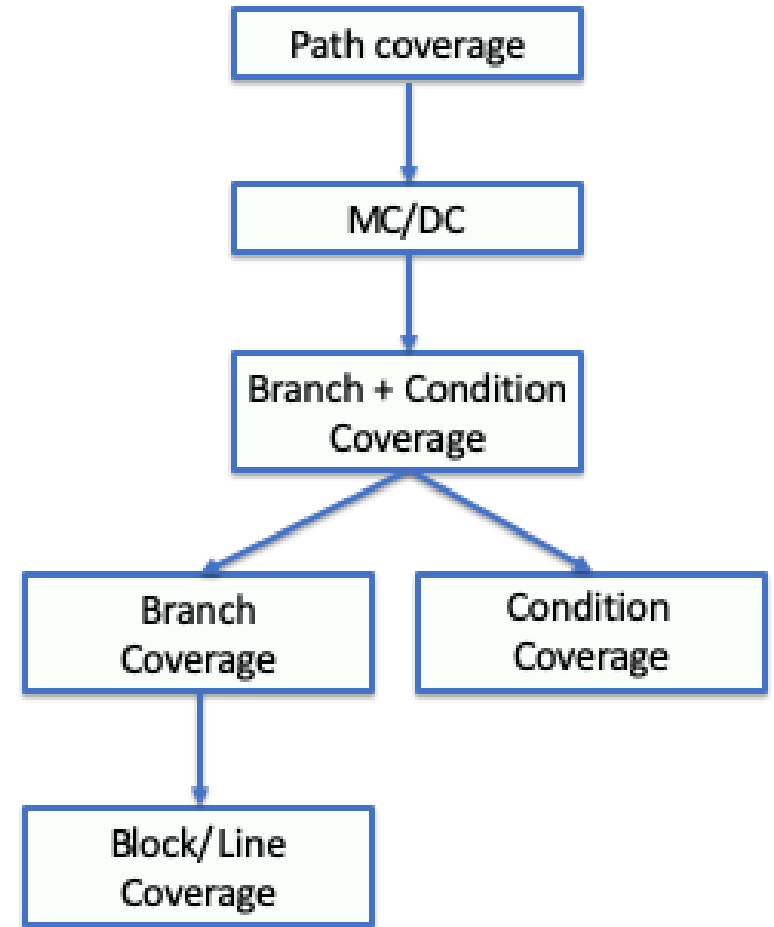 Path coverage
MC/DC
Branch + Condition
Coverage
Branch
Coverage
Condition
Coverage
Block/Line
Coverage